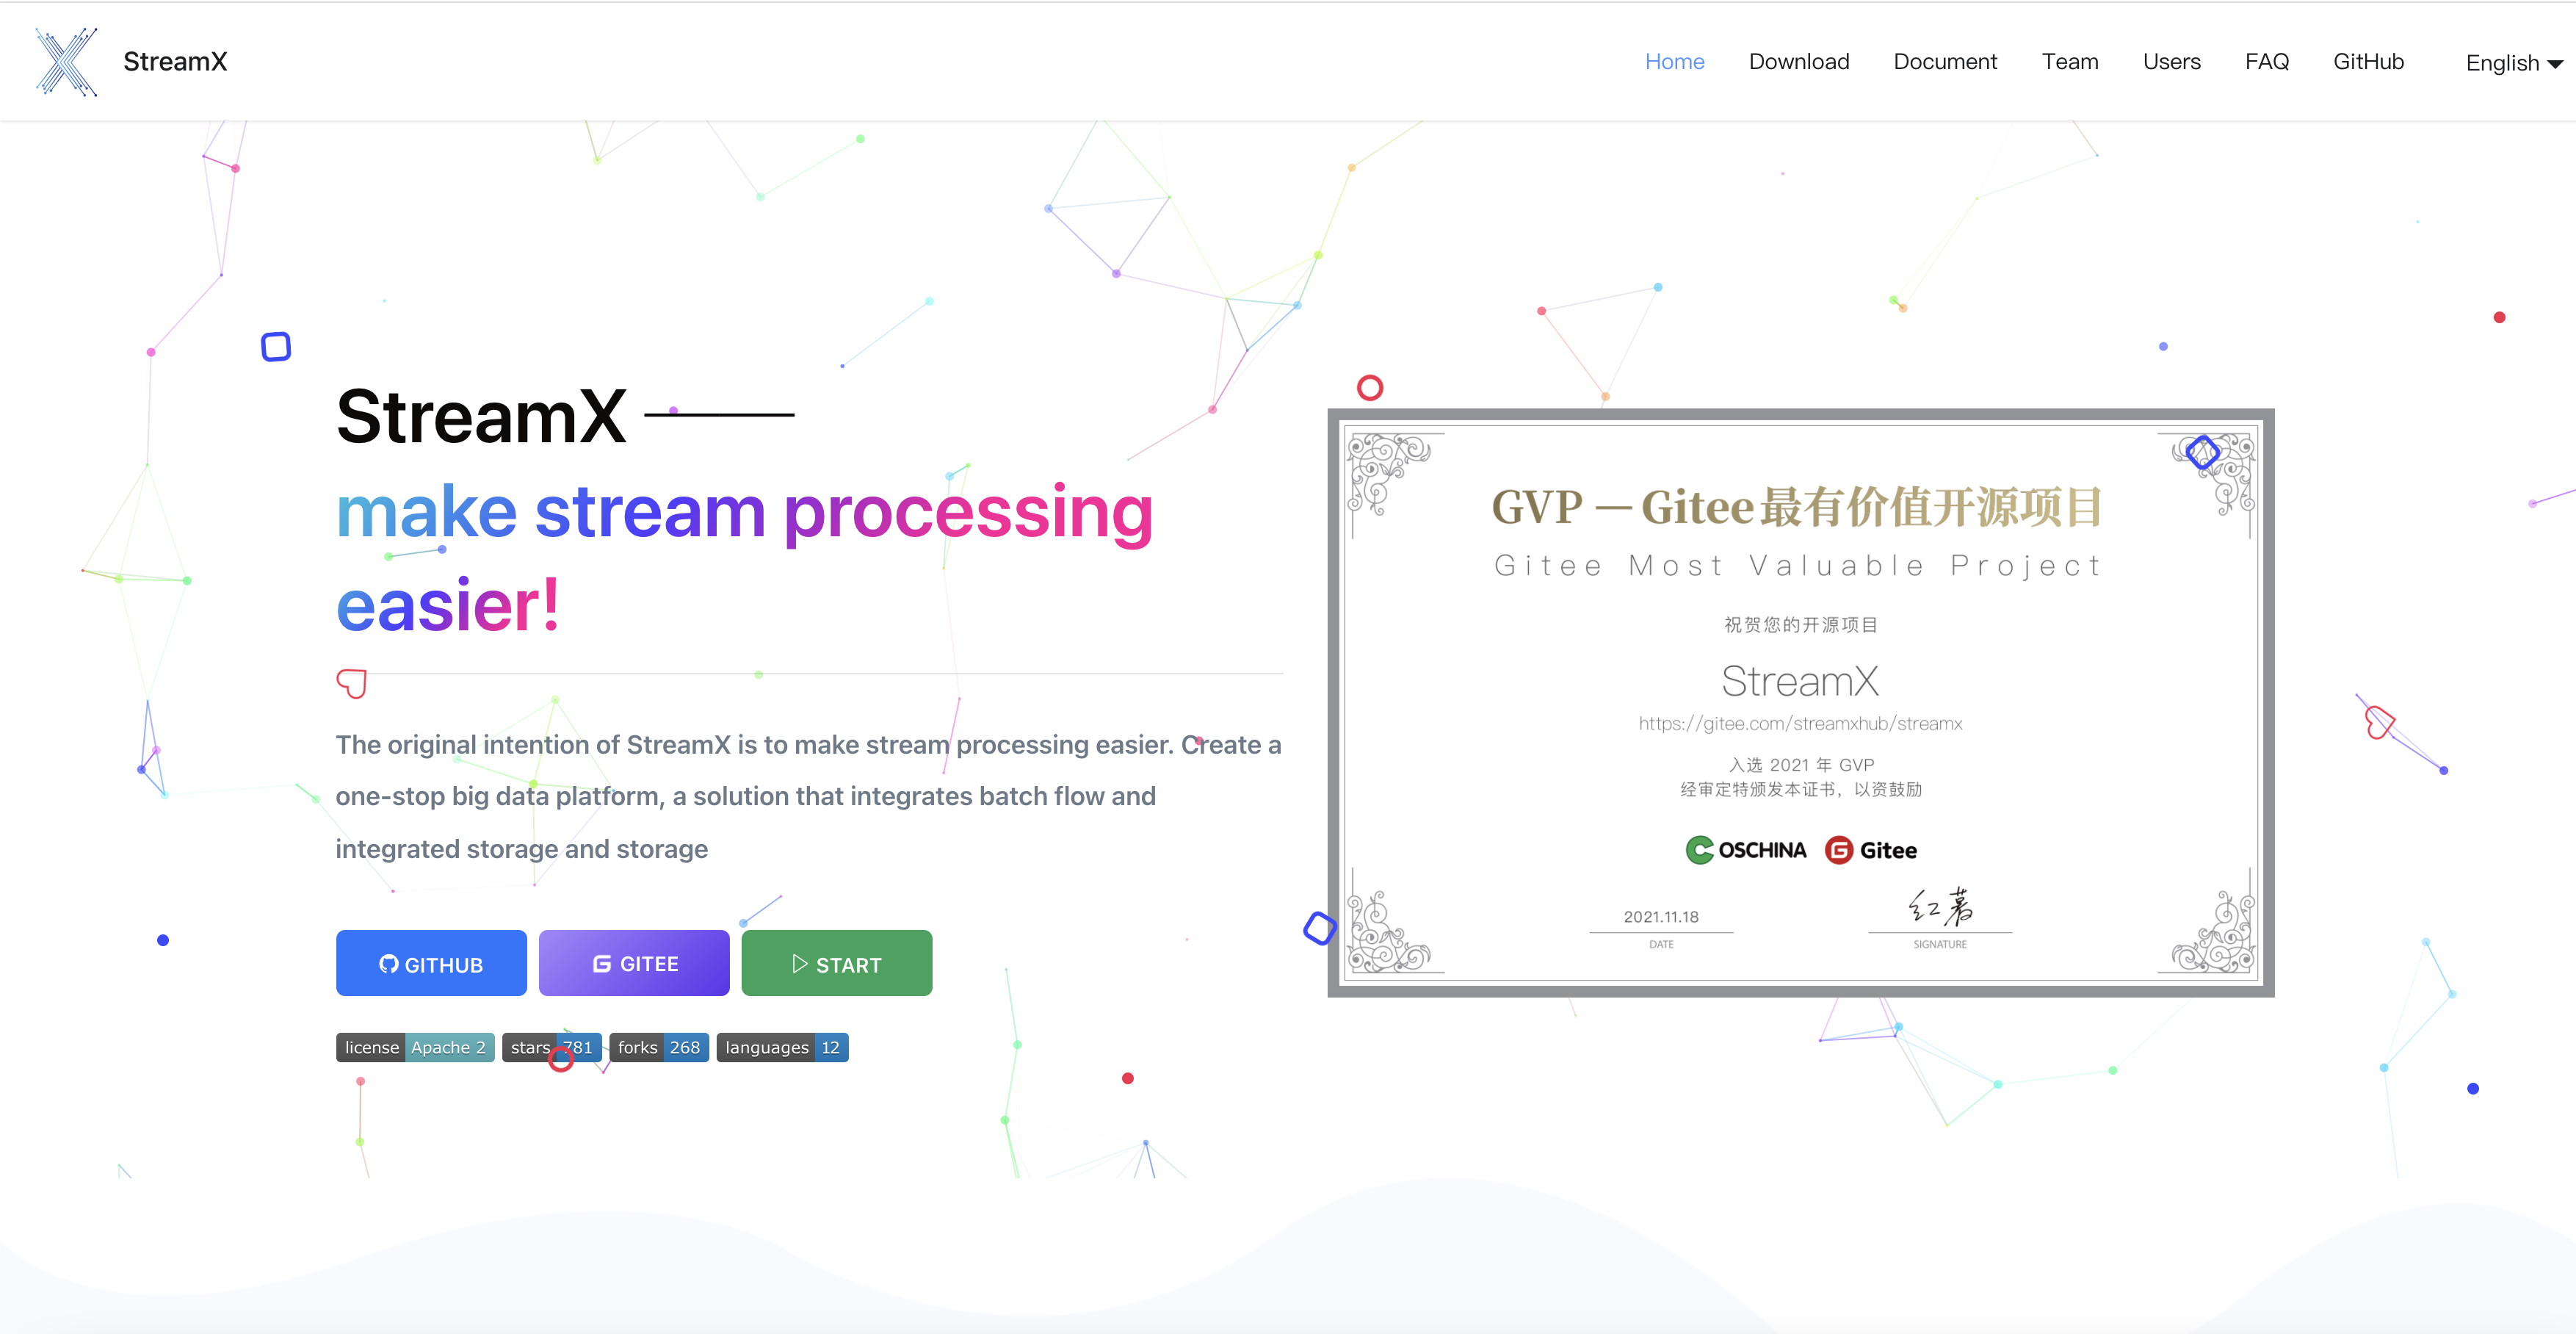 StreamX
Home Download Document Team Users FAQ GitHub English
StreamX
make stream processing
easier!
The original intention of StreamX is to make stream processing easier. Create a
one-stop big data platform, a solution that integrates batch flow and
integrated storage and storage
GITHUB GITEE START
license Apache 2 stars 781 forks 268 languages 12
GVP — Gitee最有价值开源项目
Gitee Most Valuable Project
祝贺您的开源项目
StreamX
https://gitee.com/streamxhub/streamx
入选 2021 年 GVP
经审定特颁发本证书，以资鼓励
OSCHINA Gitee
2021.11.18 红薯
DATE SIGNATURE